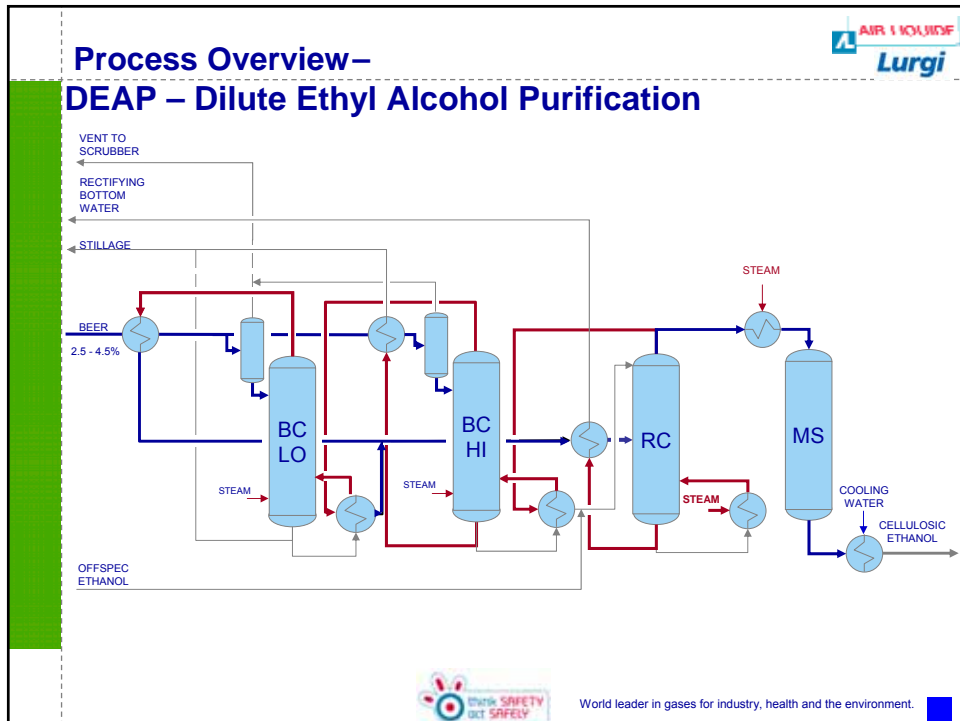 AIR LIQUIDE
Lurgi
Process Overview–
DEAP – Dilute Ethyl Alcohol Purification
VENT TO
SCRUBBER
RECTIFYING
BOTTOM
WATER
STILLAGE
STEAM
BEER
2.5 - 4.5%
BC
LO
BC
HI
RC
MS
STEAM
STEAM
STEAM
COOLING
WATER
CELLULOSIC
ETHANOL
OFFSPEC
ETHANOL
think SAFETY
act SAFELY
World leader in gases for industry, health and the environment.